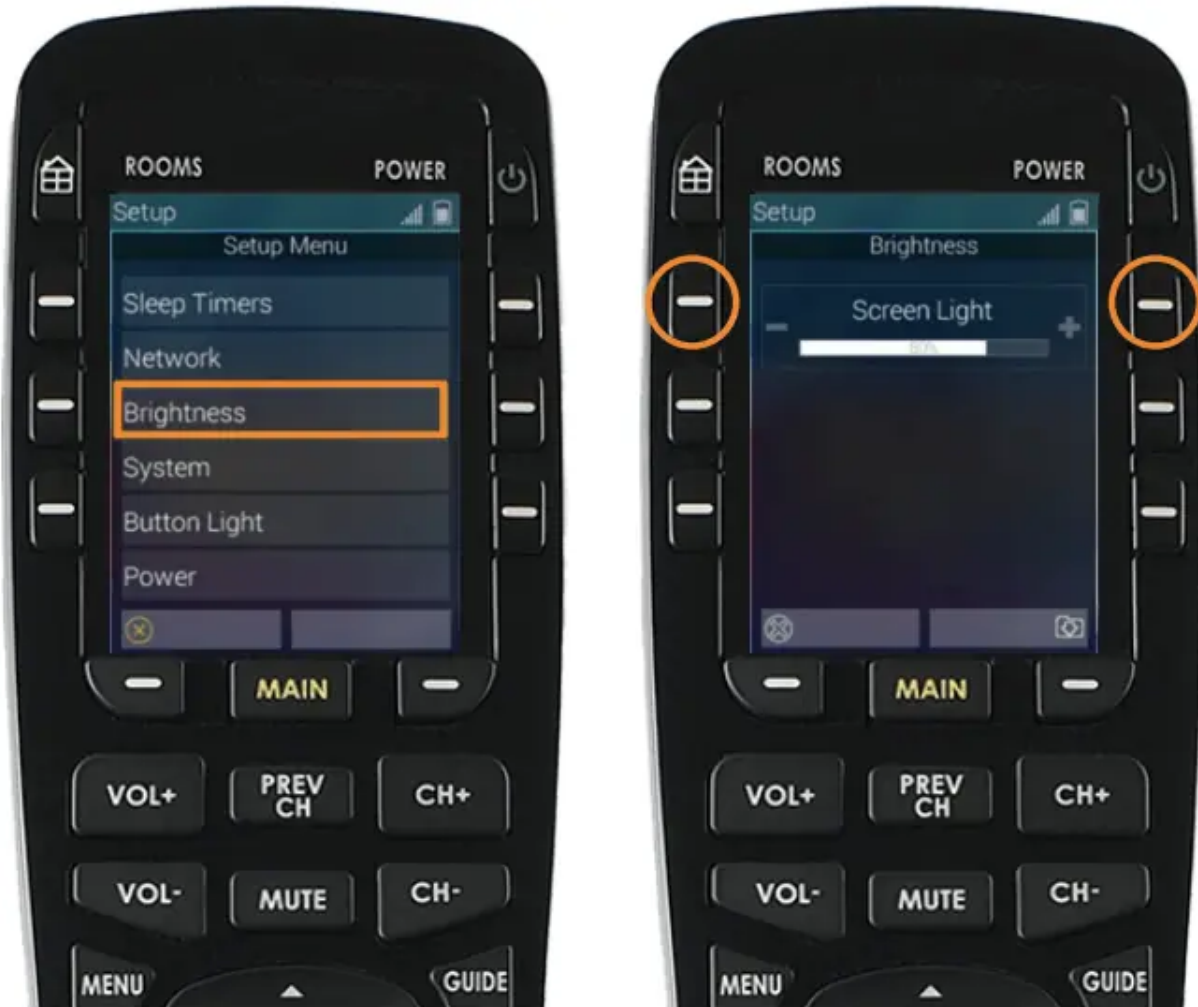 ROOMS
POWER
Setup
Setup Menu
Sleep Timers
Network
Brightness
System
Button Light
Power
MAIN
VOL+
PREV
CH
CH+
VOL-
MUTE
CH-
MENU
GUIDE
ROOMS
POWER
Setup
Brightness
Screen Light
80%
MAIN
VOL+
PREV
CH
CH+
VOL-
MUTE
CH-
MENU
GUIDE